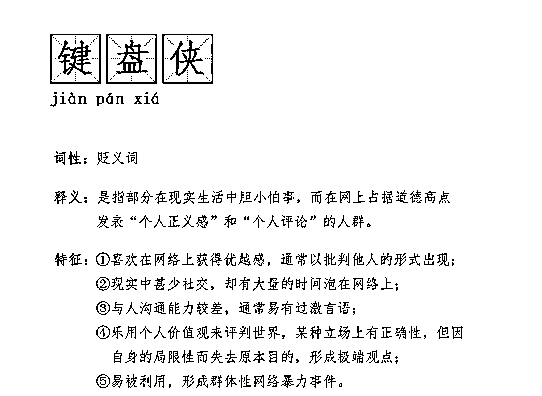 键盘侠
jiàn pán xiá
词性：贬义词
释义：是指部分在现实生活中胆小怕事，而在网上占据道德高点
发表“个人正义感”和“个人评论”的人群。
特征：①喜欢在网络上获得优越感，通常以批判他人的形式出现；
②现实中甚少社交，却有大量的时间泡在网络上；
③与人沟通能力较差，通常易有过激言语；
④乐用个人价值观来评判世界，某种立场上有正确性，但因
自身的局限性而失去原本目的，形成极端观点；
⑤易被利用，形成群体性网络暴力事件。